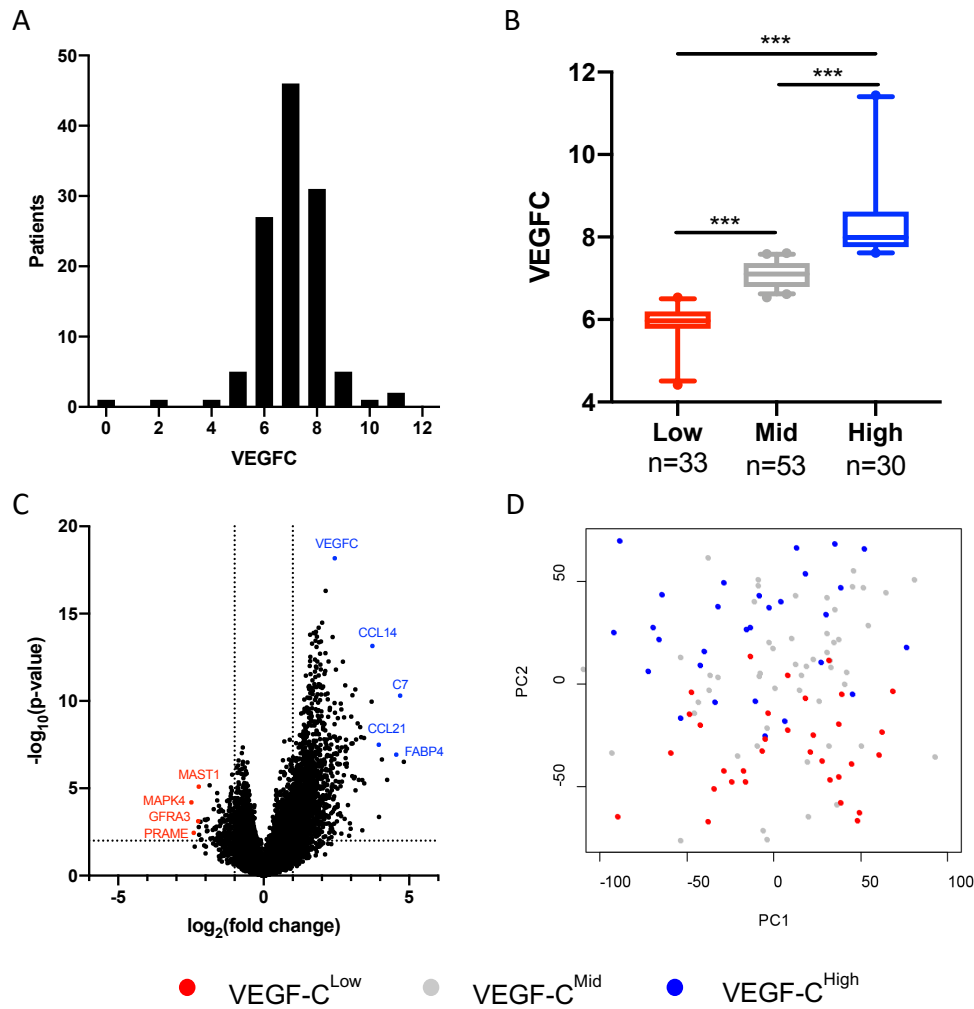 A
50
40
30
20
10
0
Patients
0 2 4 6 8 10 12
VEGFC
B
***
***
***
12
10
8
6
4
VEGFC
Low Mid High
n=33 n=53 n=30
C
20
15
10
5
0
-log10(p-value)
VEGFC
CCL14
C7
CCL21
FABP4
MAST1
MAPK4
GFRA3
PRAME
-5 0 5
log2(fold change)
D
50
0
-50
PC2
-100 -50 0 50 100
PC1
VEGF-CLow VEGF-CMid VEGF-CHigh